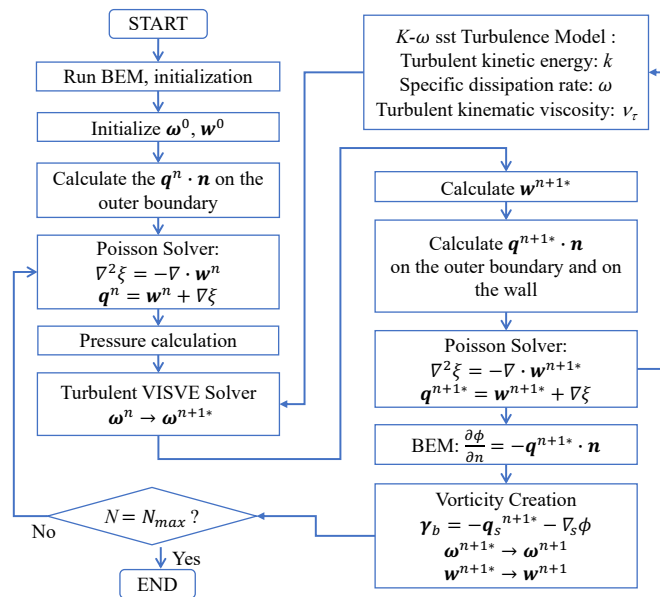 START
Run BEM, initialization
Initialize 𝝎⁰, 𝒘⁰
Calculate the 𝒒ⁿ · 𝒏 on the
outer boundary
Poisson Solver:
∇²ξ = −∇ · 𝒘ⁿ
𝒒ⁿ = 𝒘ⁿ + ∇ξ
Pressure calculation
Turbulent VISVE Solver
𝝎ⁿ → 𝝎ⁿ⁺¹*
K-ω sst Turbulence Model :
Turbulent kinetic energy: k
Specific dissipation rate: ω
Turbulent kinematic viscosity: ν_τ
Calculate 𝒘ⁿ⁺¹*
Calculate 𝒒ⁿ⁺¹* · 𝒏
on the outer boundary and on
the wall
Poisson Solver:
∇²ξ = −∇ · 𝒘ⁿ⁺¹*
𝒒ⁿ⁺¹* = 𝒘ⁿ⁺¹* + ∇ξ
BEM: ∂ϕ/∂n = −𝒒ⁿ⁺¹* · 𝒏
Vorticity Creation
𝜸_b = −𝒒_s ⁿ⁺¹* − ∇_sϕ
𝝎ⁿ⁺¹* → 𝝎ⁿ⁺¹
𝒘ⁿ⁺¹* → 𝒘ⁿ⁺¹
N = N_max ?
No
Yes
END